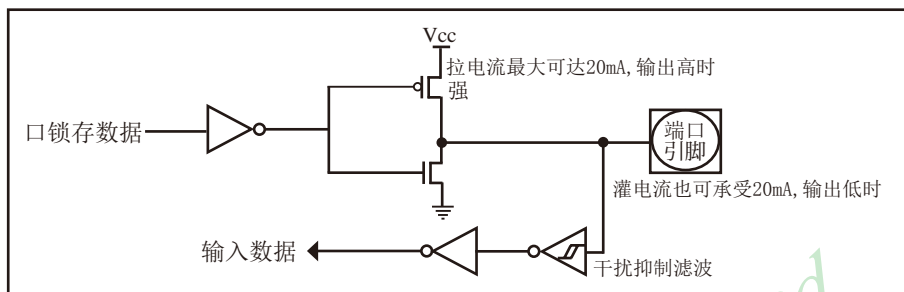 Vcc
拉电流最大可达20mA,输出高时
强
口锁存数据
端口
引脚
灌电流也可承受20mA,输出低时
输入数据
干扰抑制滤波